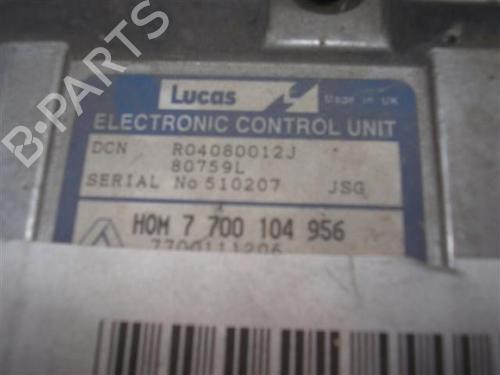 B-PARTS
Lucas Made in UK
ELECTRONIC CONTROL UNIT
DCN R04080012J
80759L
SERIAL No 510207 JSG
HOM 7 700 104 956
7700111206